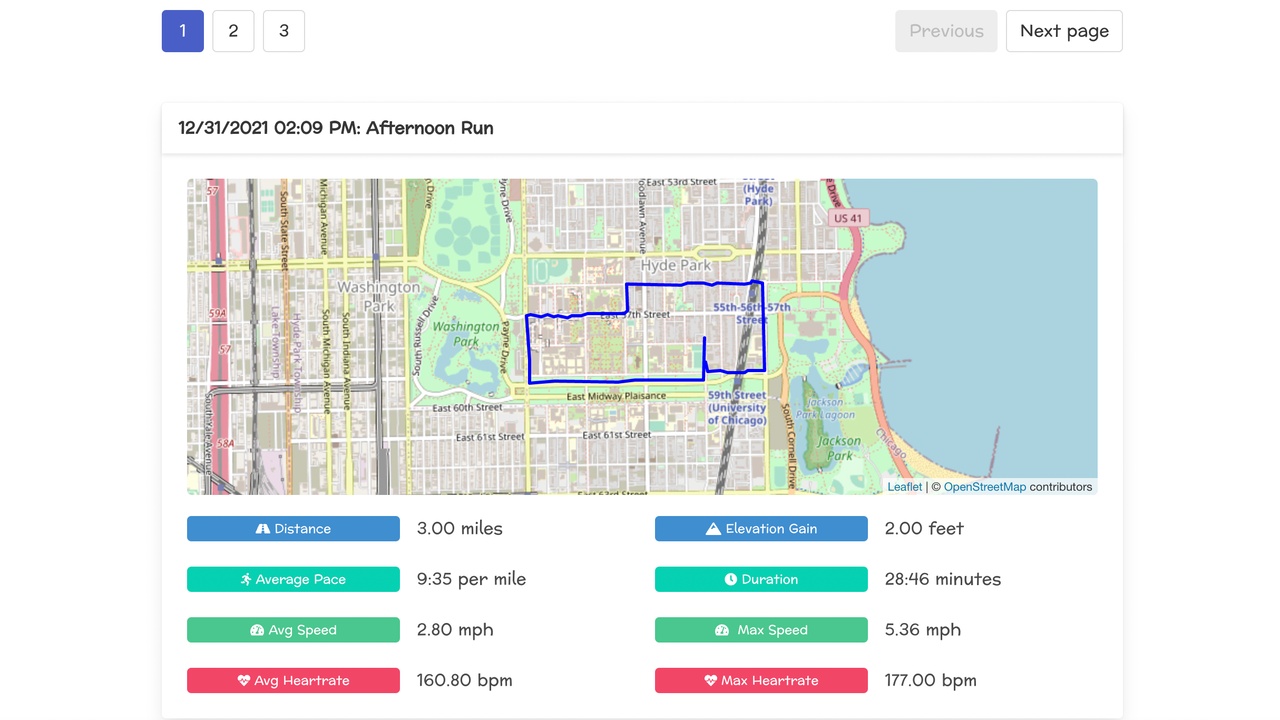 1 2 3 Previous Next page
12/31/2021 02:09 PM: Afternoon Run
57
South State Street
Michigan Avenue
East 53rd Street
(Hyde
Park)
US 41
Hyde Park
Washington
Park
59A
Lake Township
Hyde Park Township
South Michigan Avenue
South Indiana Avenue
South Russell Drive
Washington
Park
Payne Drive
East 57th Street
55th-56th-57th
Street
57
East Midway Plaisance
59th Street
(University
of Chicago)
East 60th Street
East 61st Street
East 61st Street
58A
South Cornell Drive
Jackson
Park Lagoon
Jackson
Park
Chicago
East 63rd Street
Leaflet | © OpenStreetMap contributors
Distance 3.00 miles Elevation Gain 2.00 feet
Average Pace 9:35 per mile Duration 28:46 minutes
Avg Speed 2.80 mph Max Speed 5.36 mph
Avg Heartrate 160.80 bpm Max Heartrate 177.00 bpm